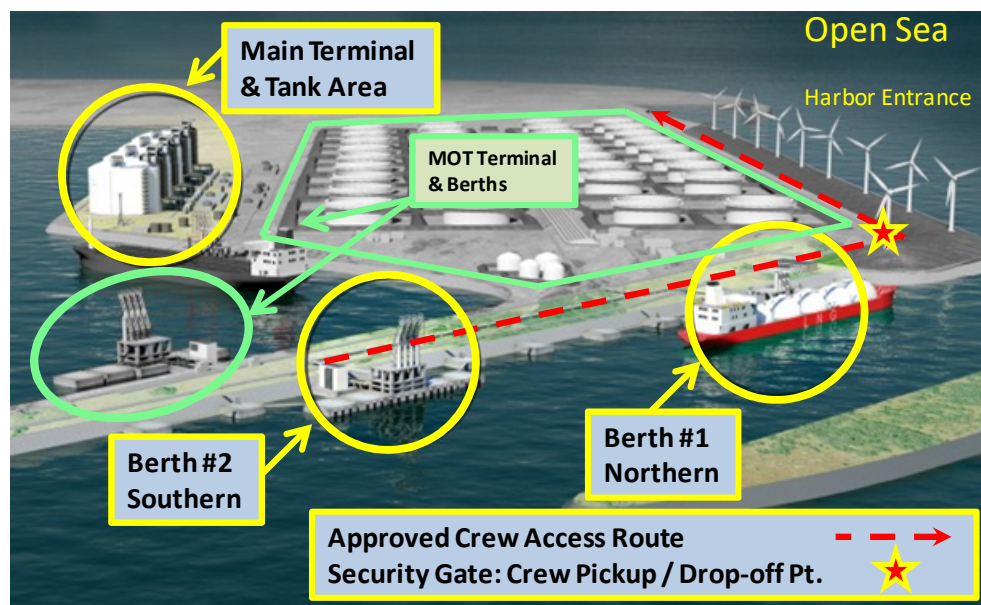 Open Sea
Main Terminal
& Tank Area
Harbor Entrance
MOT Terminal
& Berths
LNG
Berth #1
Northern
Berth #2
Southern
Approved Crew Access Route
Security Gate: Crew Pickup / Drop-off Pt.